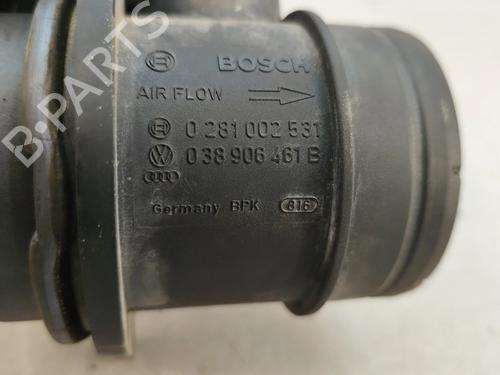 BOSCH
AIR FLOW
0 281 002 531
038 906 461 B
Germany BPK 816
B-PARTS